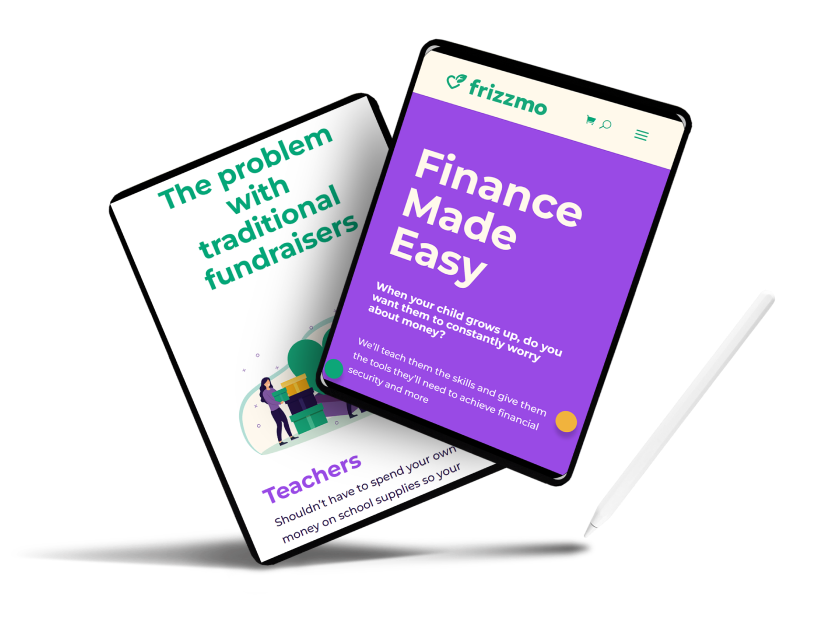 The problem
with
traditional
fundraisers
Teachers
Shouldn't have to spend your own
money on school supplies so your
frizzmo
Finance
Made
Easy
When your child grows up, do you
want them to constantly worry
about money?
We'll teach them the skills and give them
the tools they'll need to achieve financial
security and more